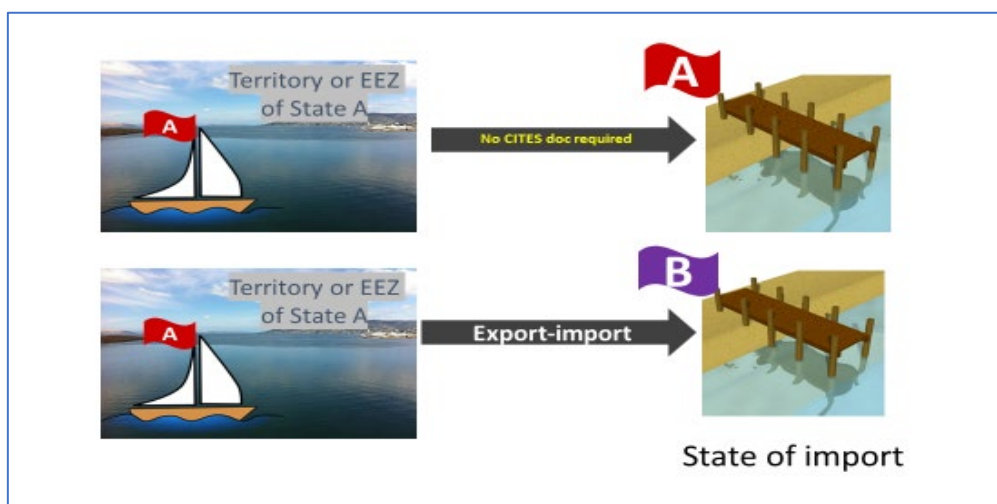 Territory or EEZ
of State A
A
No CITES doc required
A
Territory or EEZ
of State A
A
Export-import
B
State of import